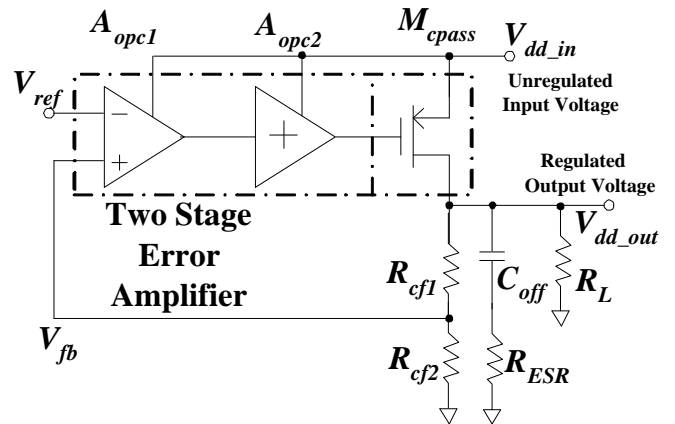 A_opc1
A_opc2
M_cpass
V_dd_in
Unregulated
Input Voltage
V_ref
−
+
+
Regulated
Output Voltage
V_dd_out
Two Stage
Error
Amplifier
R_cf1
C_off
R_L
V_fb
R_cf2
R_ESR